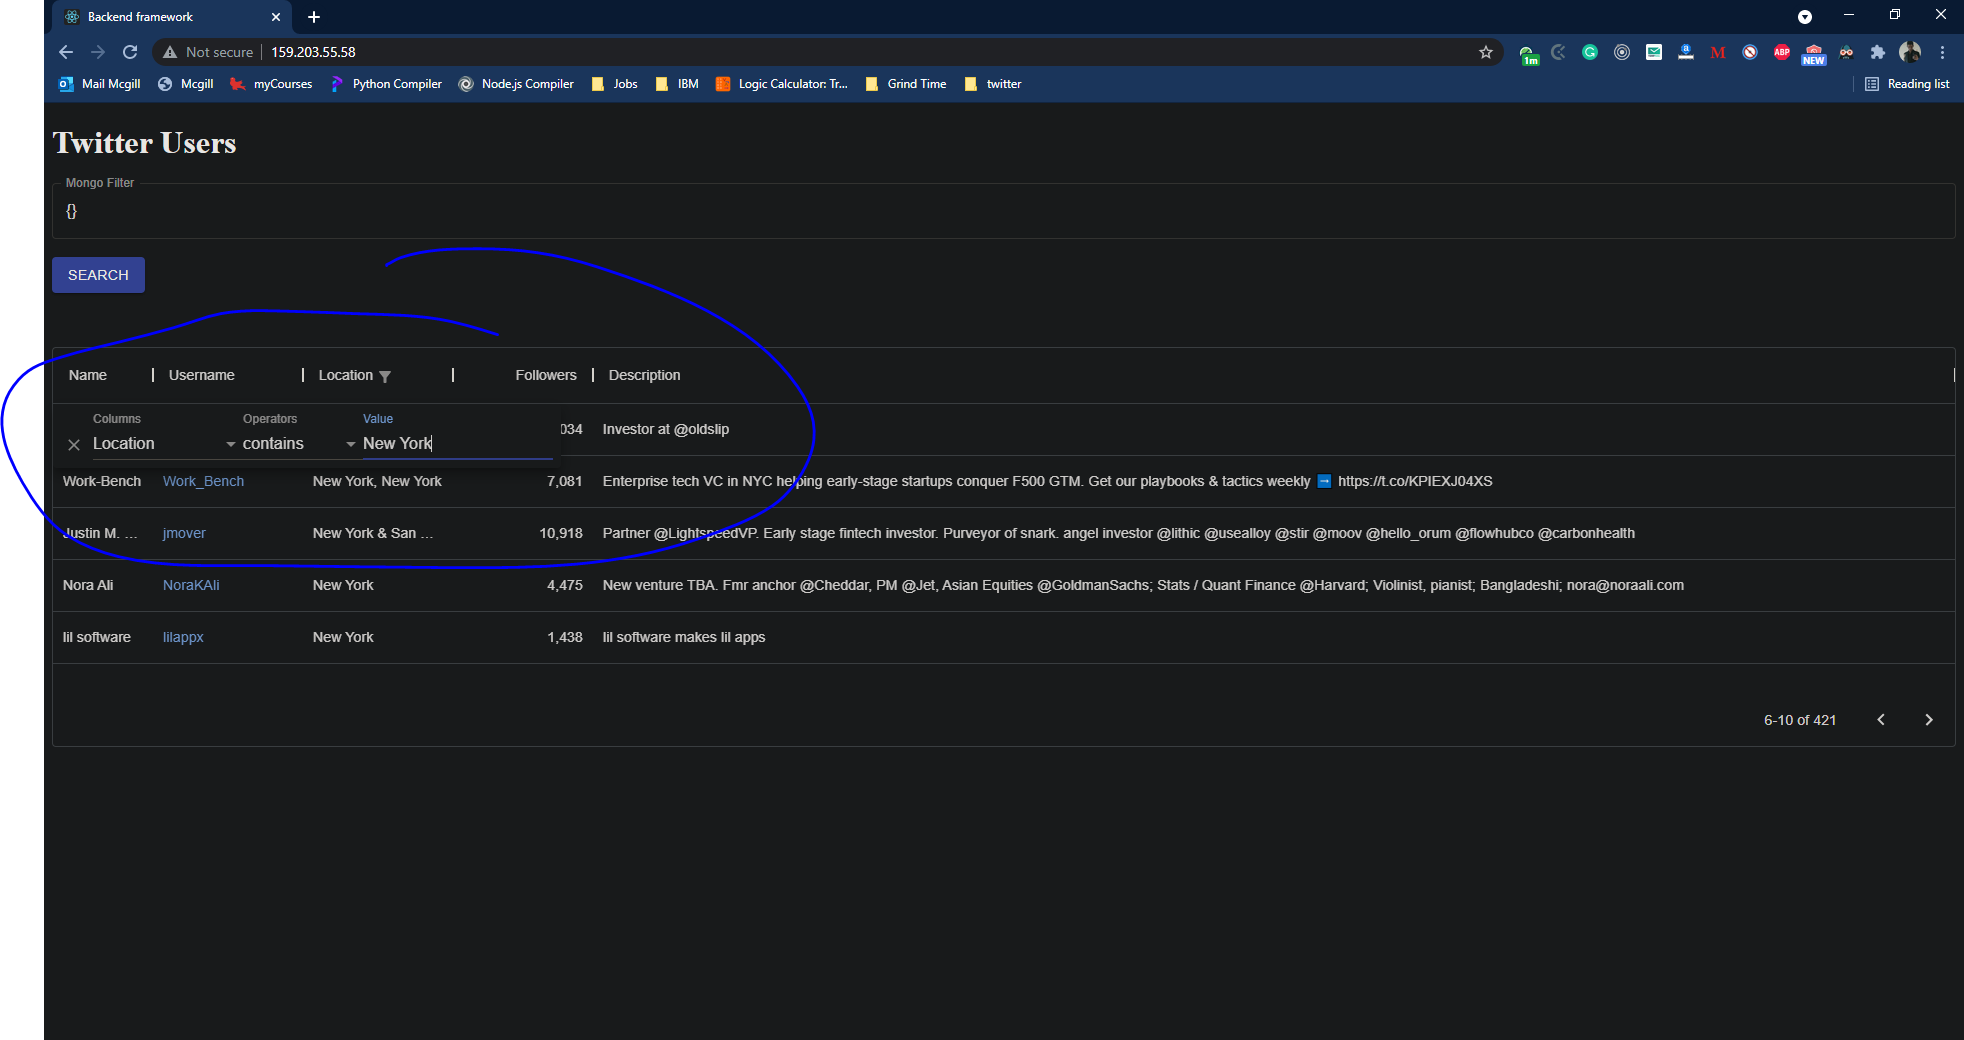 Backend framework
Not secure 159.203.55.58
1m
ABP
NEW
Mail Mcgill Mcgill myCourses Python Compiler Node.js Compiler Jobs IBM Logic Calculator: Tr... Grind Time twitter Reading list
Twitter Users
Mongo Filter
{}
SEARCH
Name Username Location Followers Description
Columns Operators Value
Location contains New York
034 Investor at @oldslip
Work-Bench Work_Bench New York, New York 7,081 Enterprise tech VC in NYC helping early-stage startups conquer F500 GTM. Get our playbooks & tactics weekly ➡ https://t.co/KPIEXJ04XS
Justin M. ... jmover New York & San ... 10,918 Partner @LightspeedVP. Early stage fintech investor. Purveyor of snark. angel investor @lithic @usealloy @stir @moov @hello_orum @flowhubco @carbonhealth
Nora Ali NoraKAli New York 4,475 New venture TBA. Fmr anchor @Cheddar, PM @Jet, Asian Equities @GoldmanSachs; Stats / Quant Finance @Harvard; Violinist, pianist; Bangladeshi; nora@noraali.com
lil software lilappx New York 1,438 lil software makes lil apps
6-10 of 421